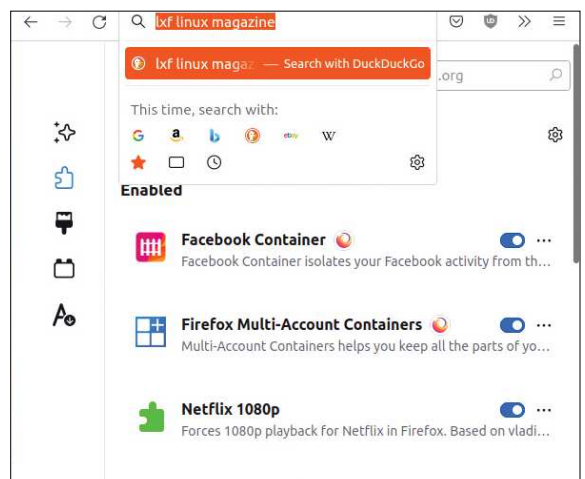 lxf linux magazine
lxf linux magaz — Search with DuckDuckGo
.org
This time, search with:
G a b ebay W
Enabled
Facebook Container
Facebook Container isolates your Facebook activity from th...
Firefox Multi-Account Containers
Multi-Account Containers helps you keep all the parts of yo...
Netflix 1080p
Forces 1080p playback for Netflix in Firefox. Based on vladi...